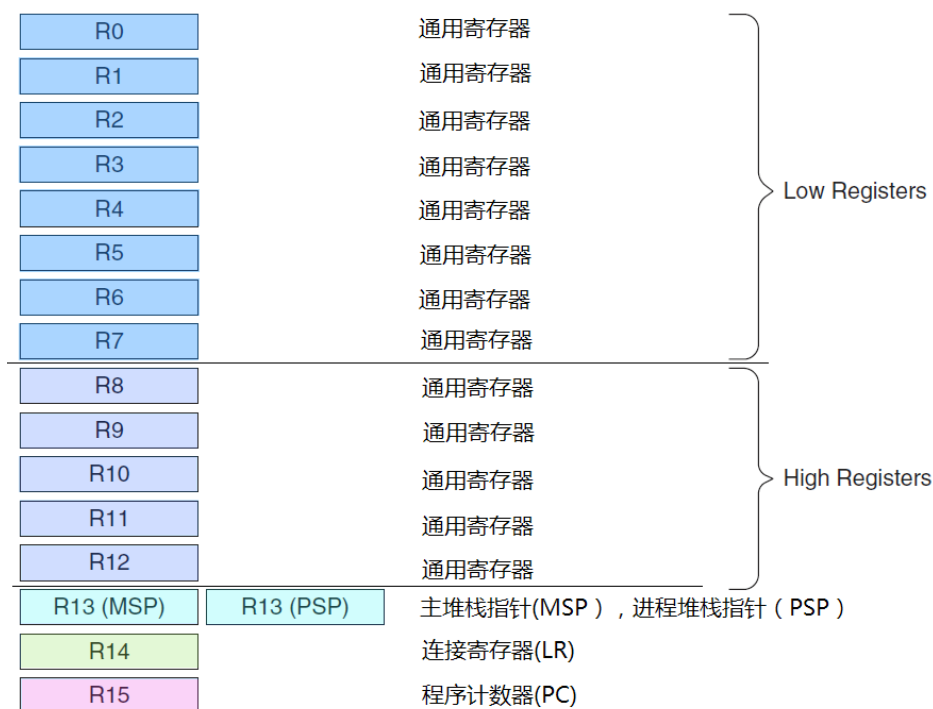 R0 通用寄存器
R1 通用寄存器
R2 通用寄存器
R3 通用寄存器
Low Registers
R4 通用寄存器
R5 通用寄存器
R6 通用寄存器
R7 通用寄存器
R8 通用寄存器
R9 通用寄存器
R10 通用寄存器
High Registers
R11 通用寄存器
R12 通用寄存器
R13 (MSP) R13 (PSP) 主堆栈指针(MSP ）,进程堆栈指针（ PSP ）
R14 连接寄存器(LR)
R15 程序计数器(PC)